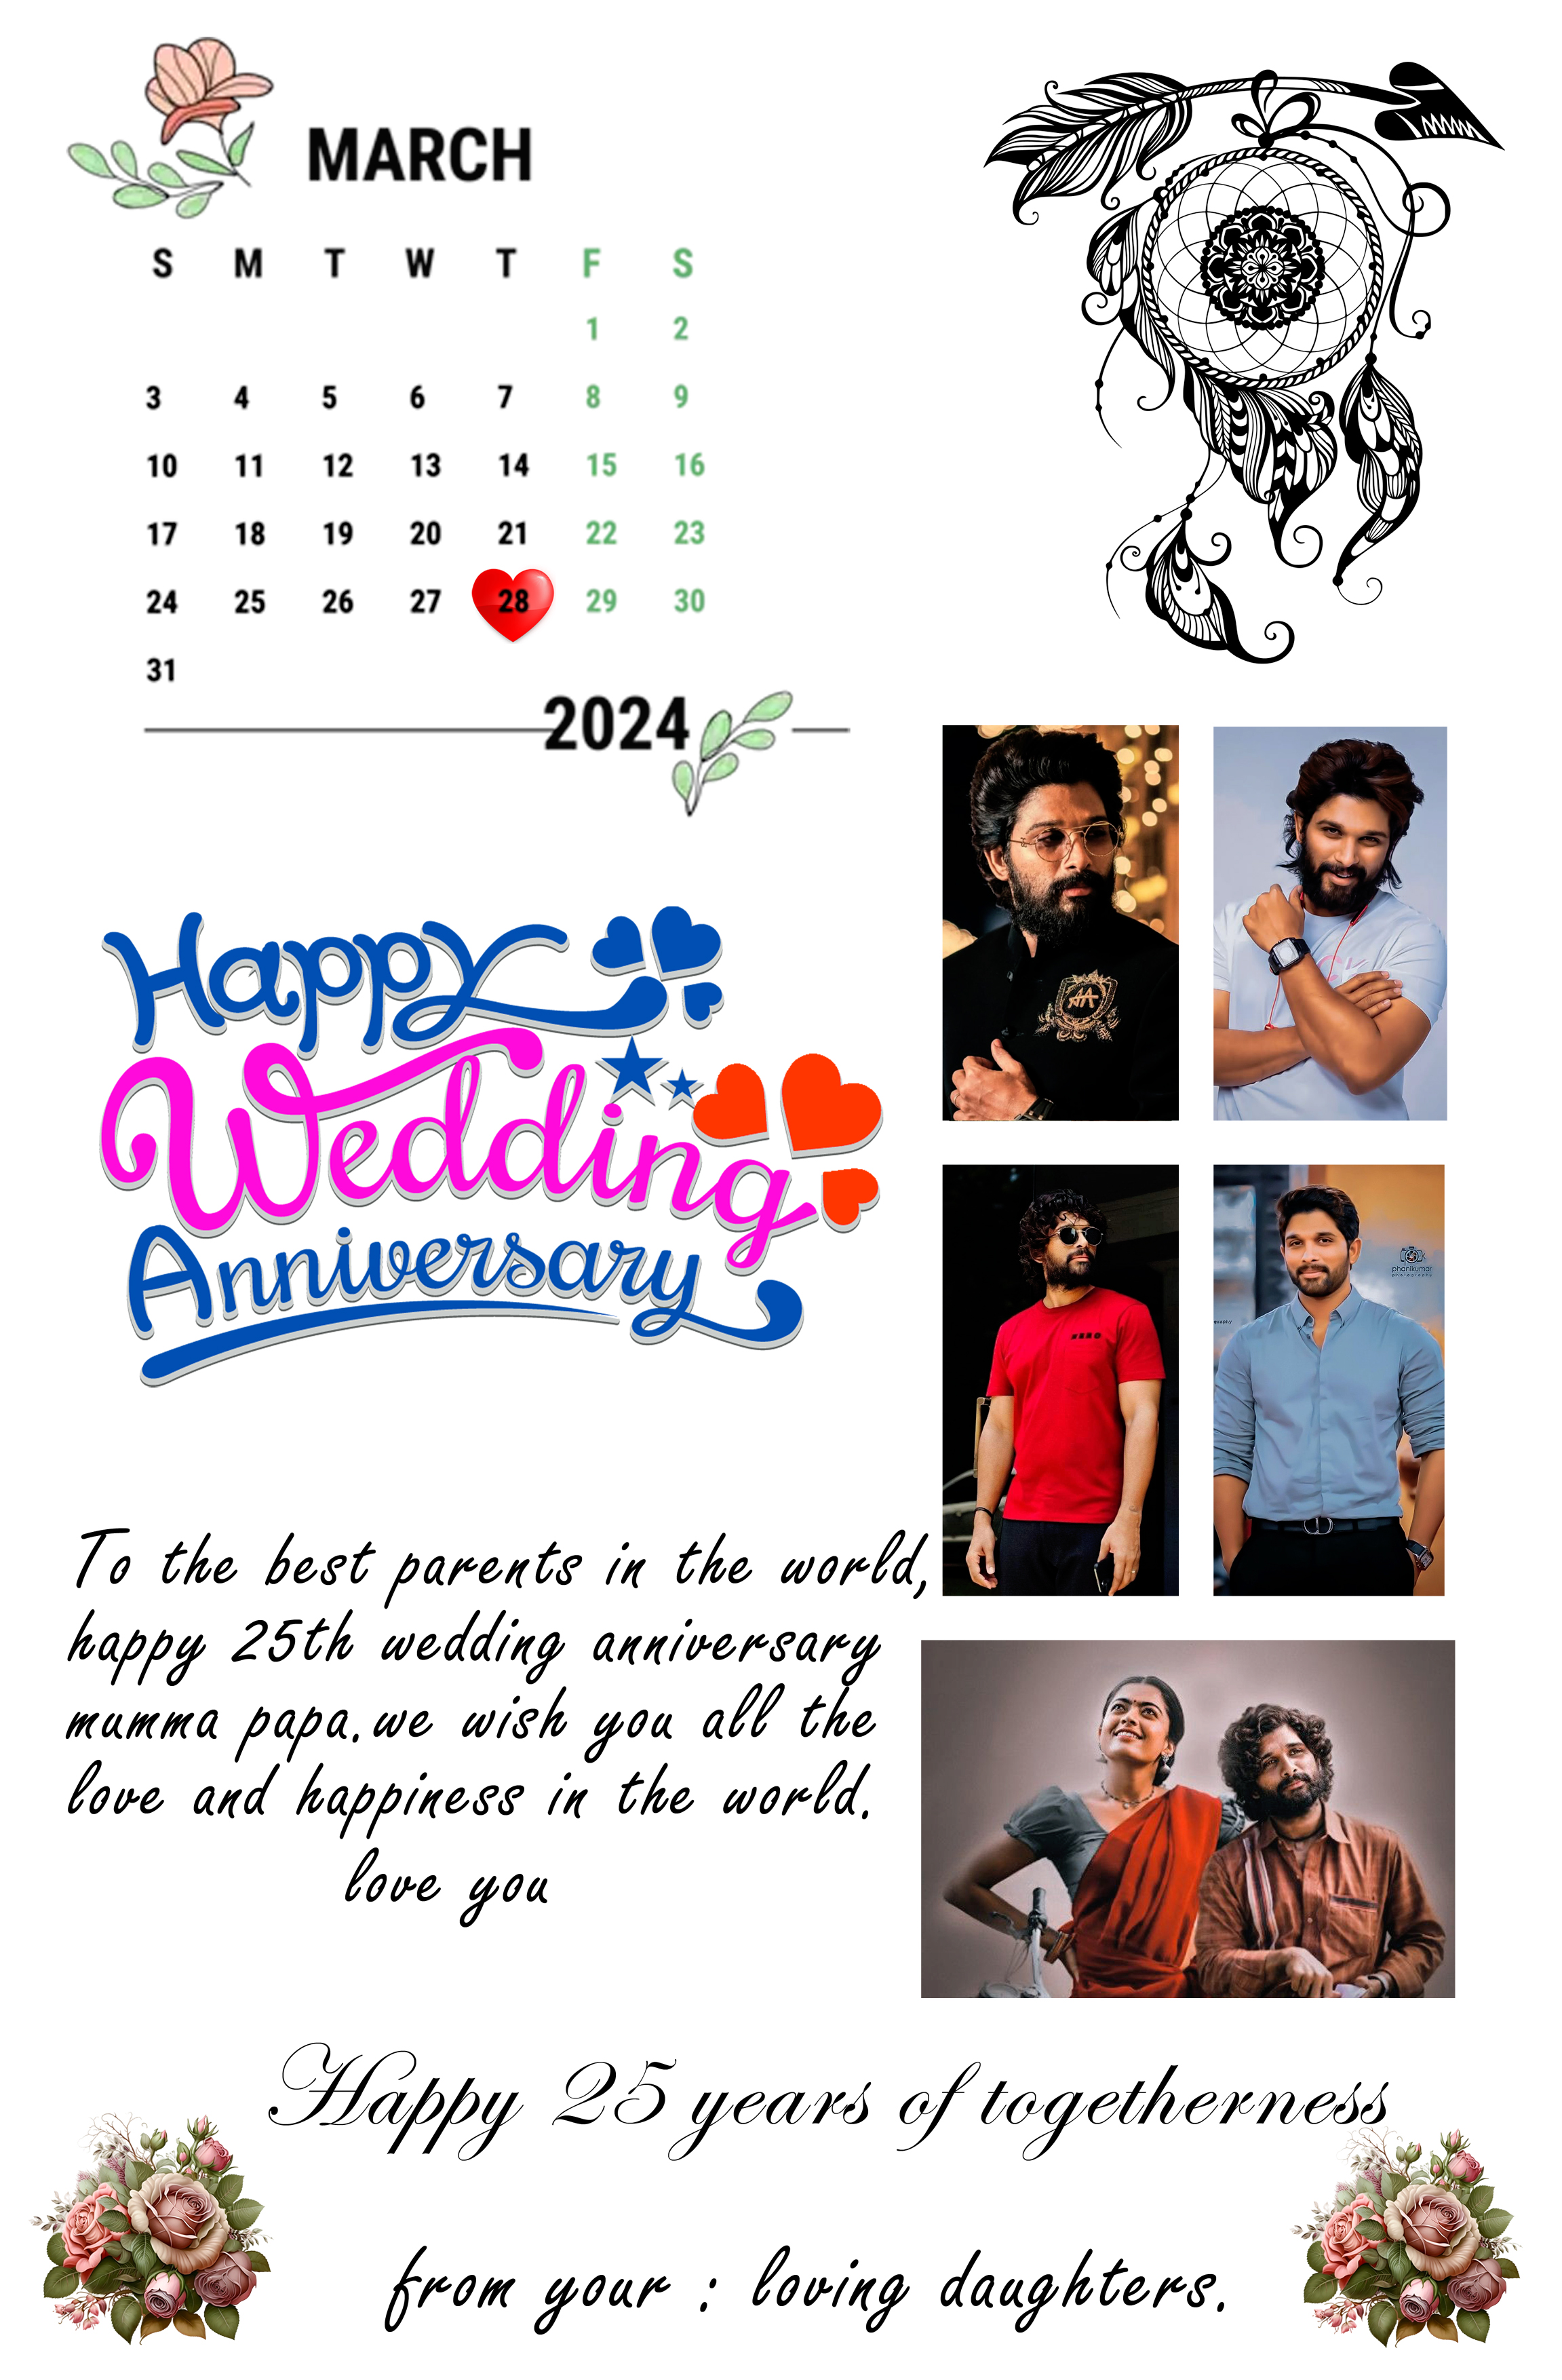 MARCH
S M T W T F S
1 2
3 4 5 6 7 8 9
10 11 12 13 14 15 16
17 18 19 20 21 22 23
24 25 26 27 28 29 30
31
2024
Happy
Wedding
Anniversary
AA
phanikumar
photography
To the best parents in the world,
happy 25th wedding anniversary
mumma papa.we wish you all the
love and happiness in the world.
love you
Happy 25 years of togetherness
from your : loving daughters.